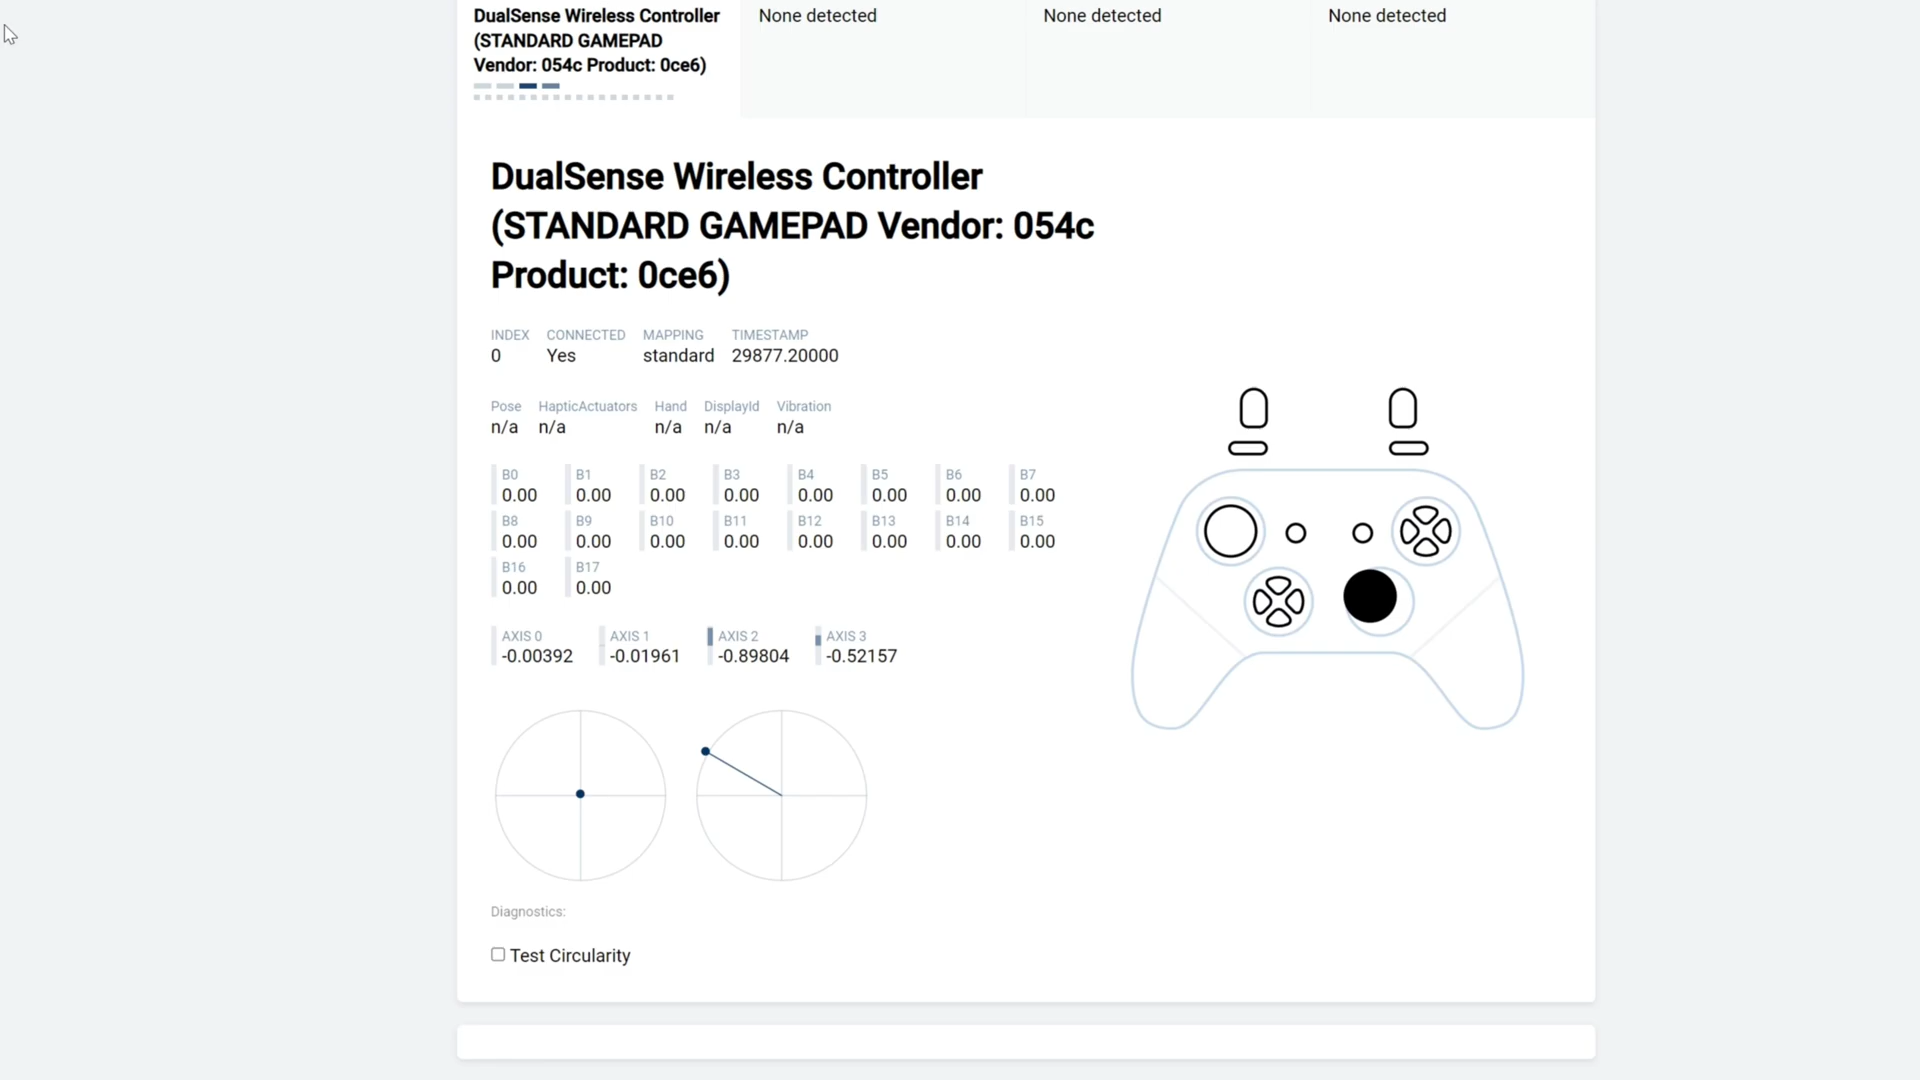 DualSense Wireless Controller
(STANDARD GAMEPAD
Vendor: 054c Product: 0ce6)
None detected
None detected
None detected
DualSense Wireless Controller
(STANDARD GAMEPAD Vendor: 054c
Product: 0ce6)
INDEX CONNECTED MAPPING TIMESTAMP
0 Yes standard 29877.20000
Pose HapticActuators Hand DisplayId Vibration
n/a n/a n/a n/a n/a
B0 B1 B2 B3 B4 B5 B6 B7
0.00 0.00 0.00 0.00 0.00 0.00 0.00 0.00
B8 B9 B10 B11 B12 B13 B14 B15
0.00 0.00 0.00 0.00 0.00 0.00 0.00 0.00
B16 B17
0.00 0.00
AXIS 0 AXIS 1 AXIS 2 AXIS 3
-0.00392 -0.01961 -0.89804 -0.52157
Diagnostics:
Test Circularity